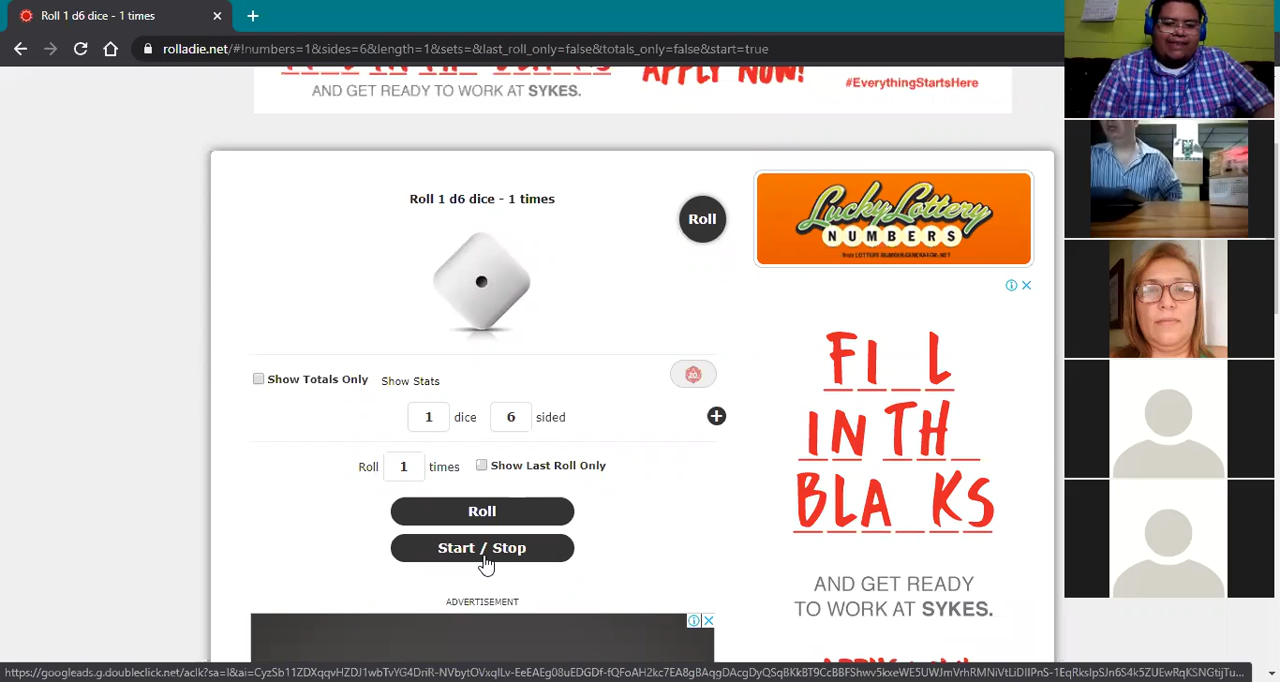 Roll 1 d6 dice - 1 times
rolladie.net/#!numbers=1&sides=6&length=1&sets=&last_roll_only=false&totals_only=false&start=true
APPLY NOW!
AND GET READY TO WORK AT SYKES.
#EverythingStartsHere
Roll 1 d6 dice - 1 times
Roll
Lucky Lottery
NUMBERS
Show Totals Only
Show Stats
20
1 dice 6 sided
Roll 1 times
Show Last Roll Only
Roll
Start / Stop
ADVERTISEMENT
FI L
IN TH
BLA KS
AND GET READY
TO WORK AT SYKES.